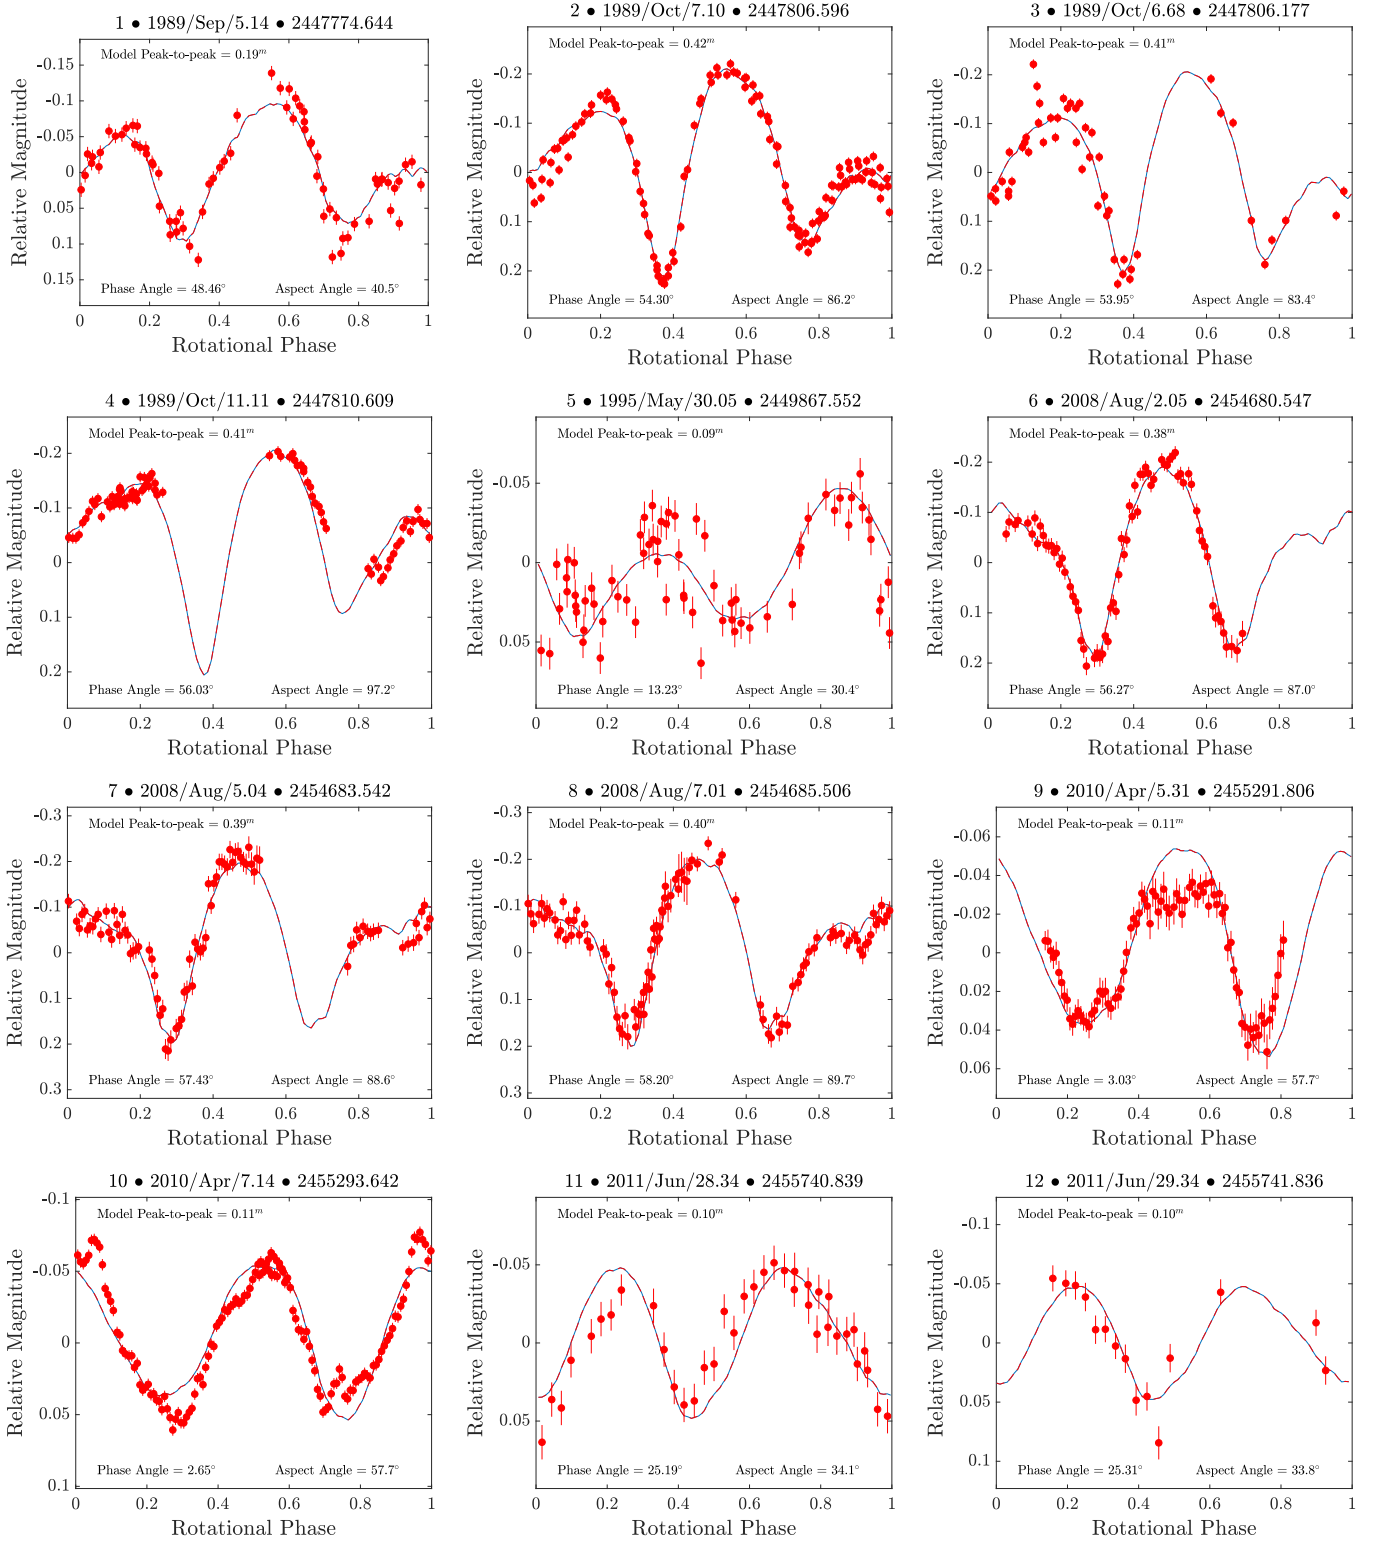 1 • 1989/Sep/5.14 • 2447774.644
Model Peak-to-peak = 0.19ᵐ
-0.15
-0.1
-0.05
0
0.05
0.1
0.15
Relative Magnitude
Phase Angle = 48.46°
Aspect Angle = 40.5°
0 0.2 0.4 0.6 0.8 1
Rotational Phase
2 • 1989/Oct/7.10 • 2447806.596
Model Peak-to-peak = 0.42ᵐ
-0.2
-0.1
0
0.1
0.2
Relative Magnitude
Phase Angle = 54.30°
Aspect Angle = 86.2°
0 0.2 0.4 0.6 0.8 1
Rotational Phase
3 • 1989/Oct/6.68 • 2447806.177
Model Peak-to-peak = 0.41ᵐ
-0.2
-0.1
0
0.1
0.2
Relative Magnitude
Phase Angle = 53.95°
Aspect Angle = 83.4°
0 0.2 0.4 0.6 0.8 1
Rotational Phase
4 • 1989/Oct/11.11 • 2447810.609
Model Peak-to-peak = 0.41ᵐ
-0.2
-0.1
0
0.1
0.2
Relative Magnitude
Phase Angle = 56.03°
Aspect Angle = 97.2°
0 0.2 0.4 0.6 0.8 1
Rotational Phase
5 • 1995/May/30.05 • 2449867.552
Model Peak-to-peak = 0.09ᵐ
-0.05
0
0.05
Relative Magnitude
Phase Angle = 13.23°
Aspect Angle = 30.4°
0 0.2 0.4 0.6 0.8 1
Rotational Phase
6 • 2008/Aug/2.05 • 2454680.547
Model Peak-to-peak = 0.38ᵐ
-0.2
-0.1
0
0.1
0.2
Relative Magnitude
Phase Angle = 56.27°
Aspect Angle = 87.0°
0 0.2 0.4 0.6 0.8 1
Rotational Phase
7 • 2008/Aug/5.04 • 2454683.542
Model Peak-to-peak = 0.39ᵐ
-0.3
-0.2
-0.1
0
0.1
0.2
0.3
Relative Magnitude
Phase Angle = 57.43°
Aspect Angle = 88.6°
0 0.2 0.4 0.6 0.8 1
Rotational Phase
8 • 2008/Aug/7.01 • 2454685.506
Model Peak-to-peak = 0.40ᵐ
-0.3
-0.2
-0.1
0
0.1
0.2
0.3
Relative Magnitude
Phase Angle = 58.20°
Aspect Angle = 89.7°
0 0.2 0.4 0.6 0.8 1
Rotational Phase
9 • 2010/Apr/5.31 • 2455291.806
Model Peak-to-peak = 0.11ᵐ
-0.06
-0.04
-0.02
0
0.02
0.04
0.06
Relative Magnitude
Phase Angle = 3.03°
Aspect Angle = 57.7°
0 0.2 0.4 0.6 0.8 1
Rotational Phase
10 • 2010/Apr/7.14 • 2455293.642
Model Peak-to-peak = 0.11ᵐ
-0.1
-0.05
0
0.05
0.1
Relative Magnitude
Phase Angle = 2.65°
Aspect Angle = 57.7°
0 0.2 0.4 0.6 0.8 1
Rotational Phase
11 • 2011/Jun/28.34 • 2455740.839
Model Peak-to-peak = 0.10ᵐ
-0.05
0
0.05
Relative Magnitude
Phase Angle = 25.19°
Aspect Angle = 34.1°
0 0.2 0.4 0.6 0.8 1
Rotational Phase
12 • 2011/Jun/29.34 • 2455741.836
Model Peak-to-peak = 0.10ᵐ
-0.1
-0.05
0
0.05
0.1
Relative Magnitude
Phase Angle = 25.31°
Aspect Angle = 33.8°
0 0.2 0.4 0.6 0.8 1
Rotational Phase